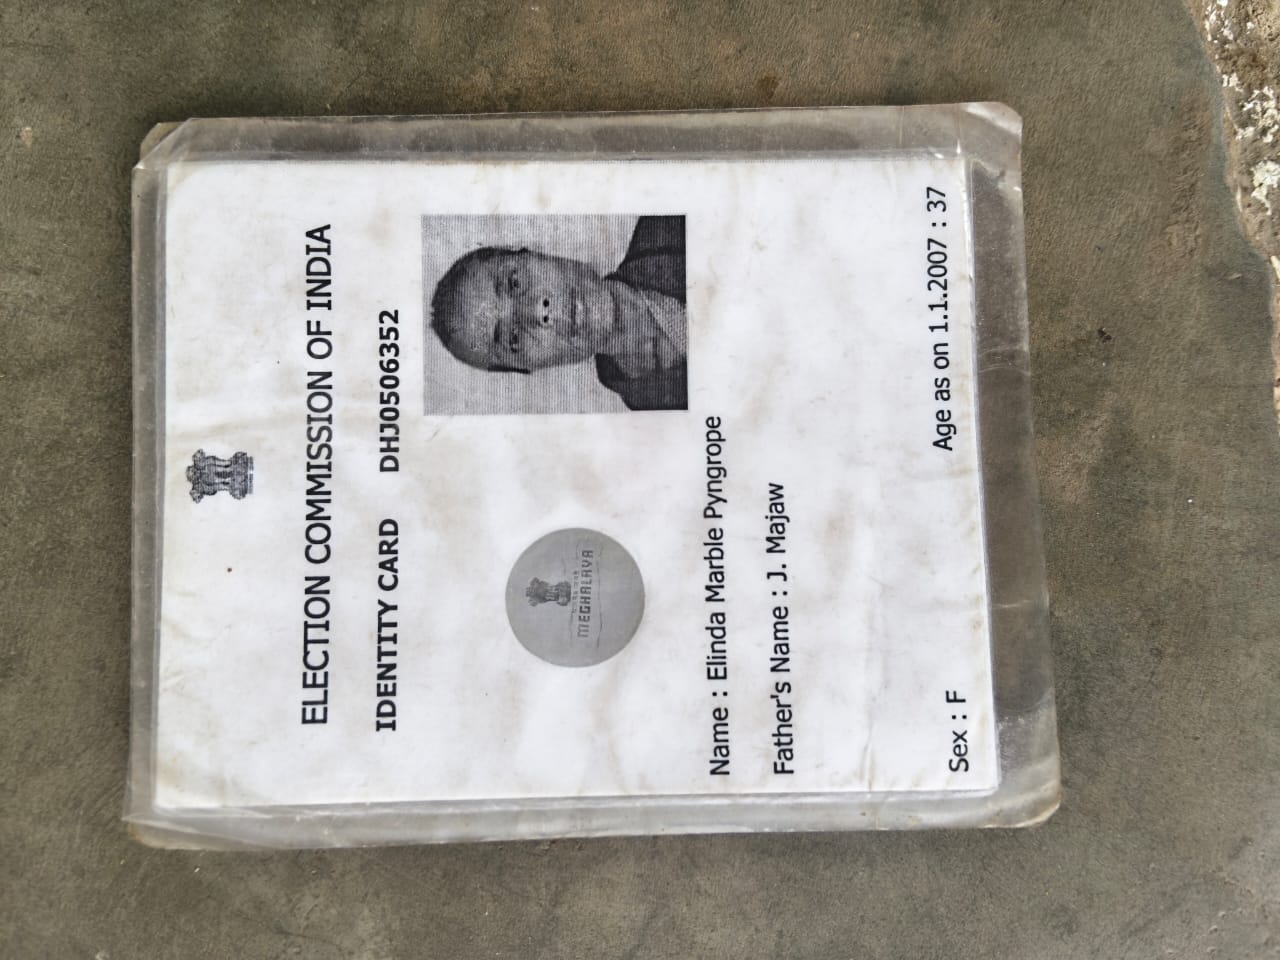 ELECTION COMMISSION OF INDIA
IDENTITY CARD DHJ0506352
MEGHALAYA
Name : Elinda Marble Pyngrope
Father's Name : J. Majaw
Sex : F Age as on 1.1.2007 : 37